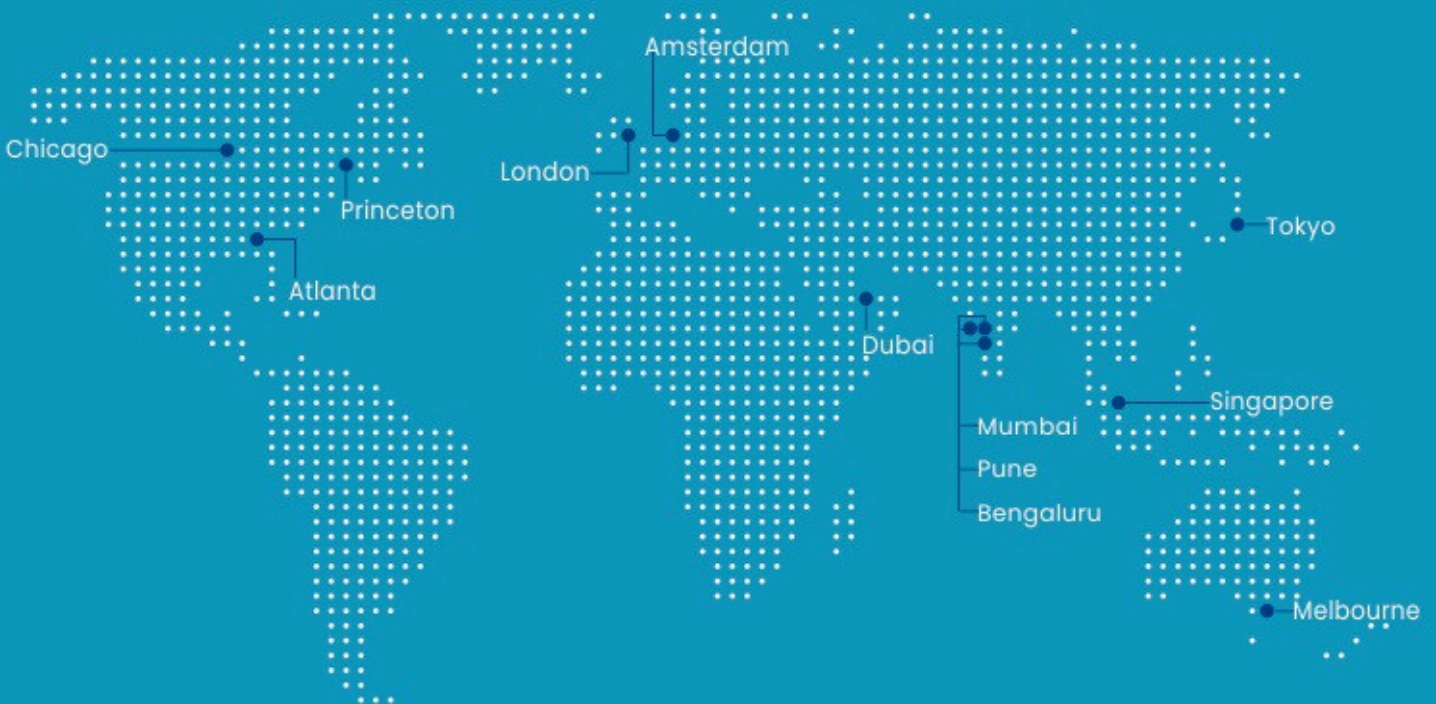 Amsterdam
Chicago
London
Princeton
Tokyo
Atlanta
Dubai
Singapore
Mumbai
Pune
Bengaluru
Melbourne